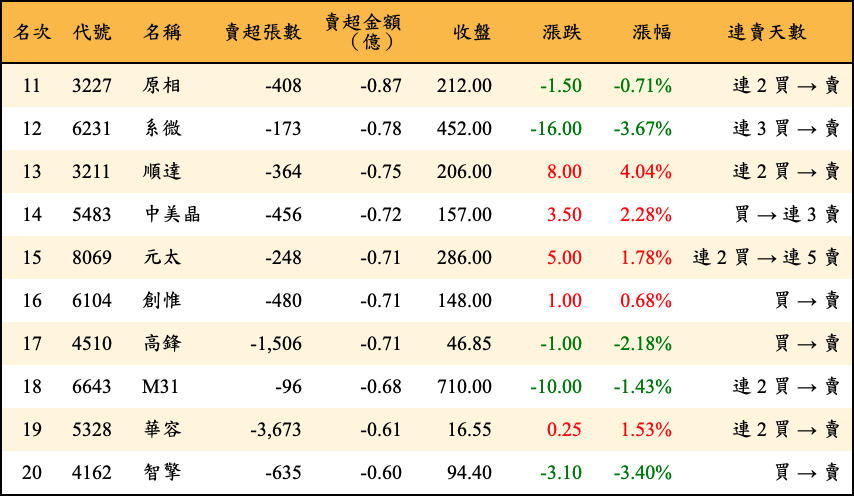 名次 代號 名稱 賣超張數 賣超金額（億） 收盤 漲跌 漲幅 連賣天數
11 3227 原相 -408 -0.87 212.00 -1.50 -0.71% 連 2 買 → 賣
12 6231 系微 -173 -0.78 452.00 -16.00 -3.67% 連 3 買 → 賣
13 3211 順達 -364 -0.75 206.00 8.00 4.04% 連 2 買 → 賣
14 5483 中美晶 -456 -0.72 157.00 3.50 2.28% 買 → 連 3 賣
15 8069 元太 -248 -0.71 286.00 5.00 1.78% 連 2 買 → 連 5 賣
16 6104 創惟 -480 -0.71 148.00 1.00 0.68% 買 → 賣
17 4510 高鋒 -1,506 -0.71 46.85 -1.00 -2.18% 買 → 賣
18 6643 M31 -96 -0.68 710.00 -10.00 -1.43% 連 2 買 → 賣
19 5328 華容 -3,673 -0.61 16.55 0.25 1.53% 連 2 買 → 賣
20 4162 智擎 -635 -0.60 94.40 -3.10 -3.40% 買 → 賣